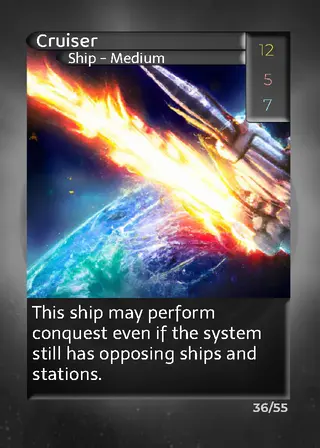 Cruiser
Ship - Medium
12
5
7
This ship may perform
conquest even if the system
still has opposing ships and
stations.
36/55